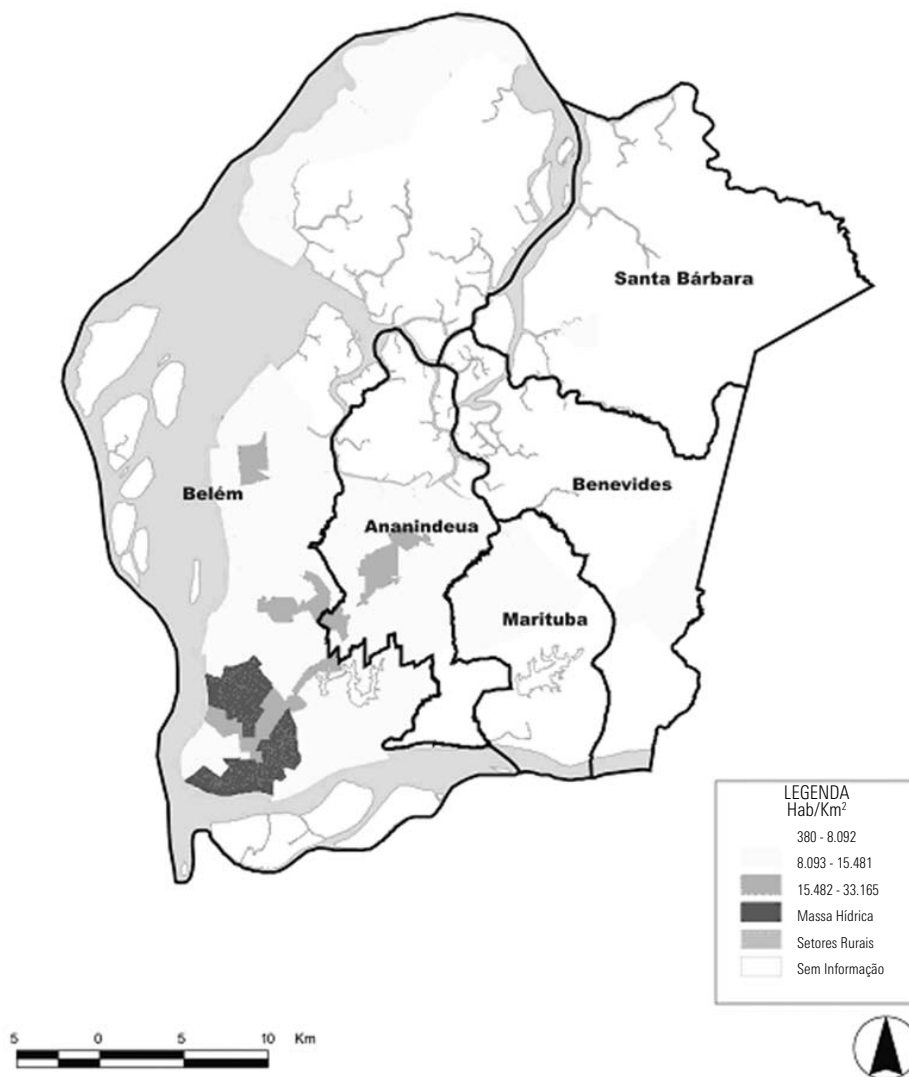 Santa Bárbara
Belém
Benevides
Ananindeua
Marituba
LEGENDA
Hab/Km²
380 - 8.092
8.093 - 15.481
15.482 - 33.165
Massa Hídrica
Setores Rurais
Sem Informação
5 0 5 10 Km